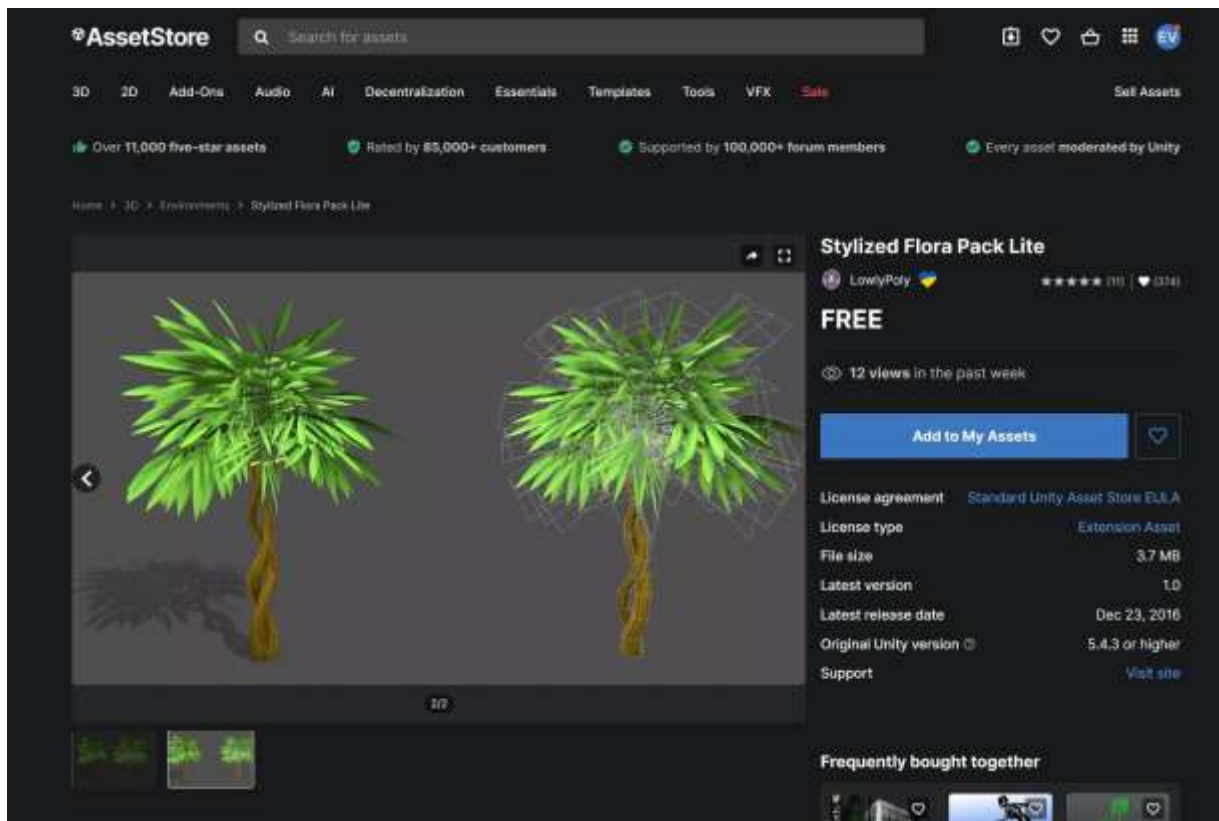 AssetStore
Search for assets
EV
3D 2D Add-Ons Audio AI Decentralization Essentials Templates Tools VFX Sale Sell Assets
Over 11,000 five-star assets Rated by 85,000+ customers Supported by 100,000+ forum members Every asset moderated by Unity
Home > 3D > Environments > Stylized Flora Pack Lite
Stylized Flora Pack Lite
LowlyPoly (11) | (374)
FREE
12 views in the past week
Add to My Assets
License agreement Standard Unity Asset Store EULA
License type Extension Asset
File size 3.7 MB
Latest version 1.0
Latest release date Dec 23, 2016
Original Unity version 5.4.3 or higher
Support Visit site
2/2
Frequently bought together